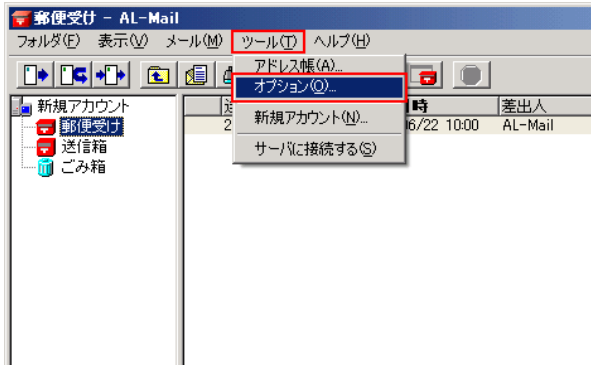 郵便受け - AL-Mail
フォルダ(F) 表示(V) メール(M) ツール(T) ヘルプ(H)
アドレス帳(A)...
オプション(O)...
新規アカウント(N)...
サーバに接続する(S)
新規アカウント
郵便受け
送信箱
ごみ箱
時 差出人
2 06/22 10:00 AL-Mail